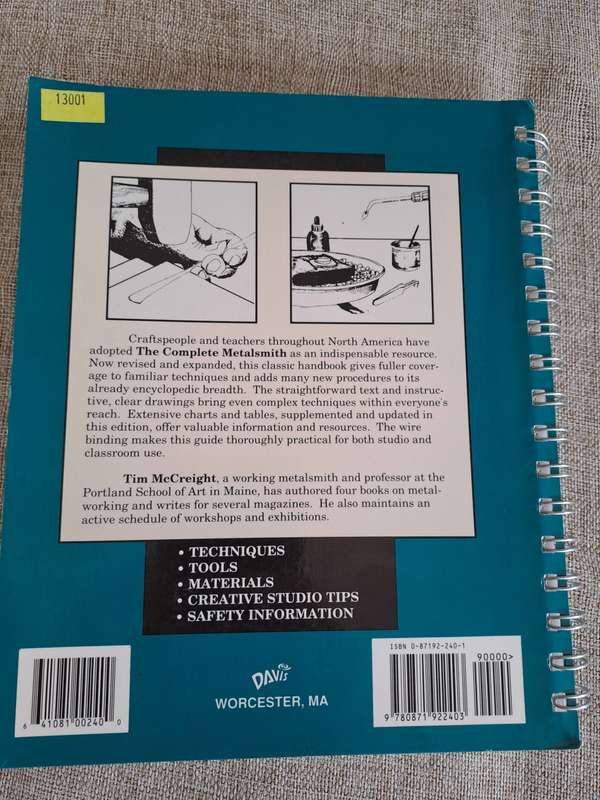 13001
Craftspeople and teachers throughout North America have
adopted The Complete Metalsmith as an indispensable resource.
Now revised and expanded, this classic handbook gives fuller cover-
age to familiar techniques and adds many new procedures to its
already encyclopedic breadth. The straightforward text and instruc-
tive, clear drawings bring even complex techniques within everyone's
reach. Extensive charts and tables, supplemented and updated in
this edition, offer valuable information and resources. The wire
binding makes this guide thoroughly practical for both studio and
classroom use.
Tim McCreight, a working metalsmith and professor at the
Portland School of Art in Maine, has authored four books on metal-
working and writes for several magazines. He also maintains an
active schedule of workshops and exhibitions.
• TECHNIQUES
• TOOLS
• MATERIALS
• CREATIVE STUDIO TIPS
• SAFETY INFORMATION
6 41081 00240 0
DAVIS
WORCESTER, MA
ISBN 0-87192-240-1
90000>
9 780871 922403